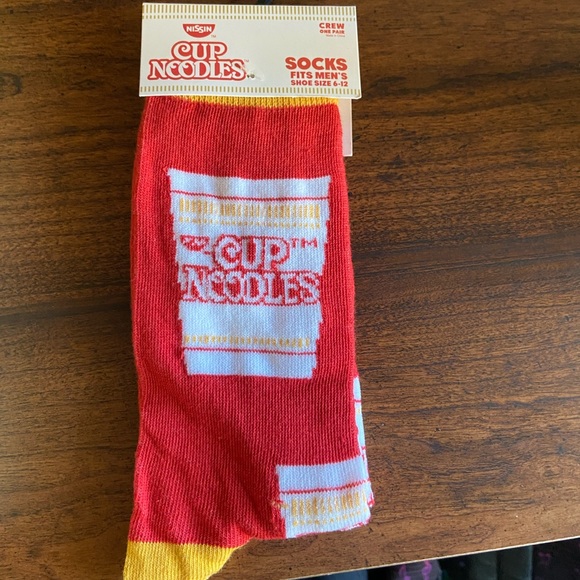 NISSIN
CUP
NOODLES
CREW
ONE PAIR
SOCKS
FITS MEN'S
SHOE SIZE 6-12
CUP™
NOODLES